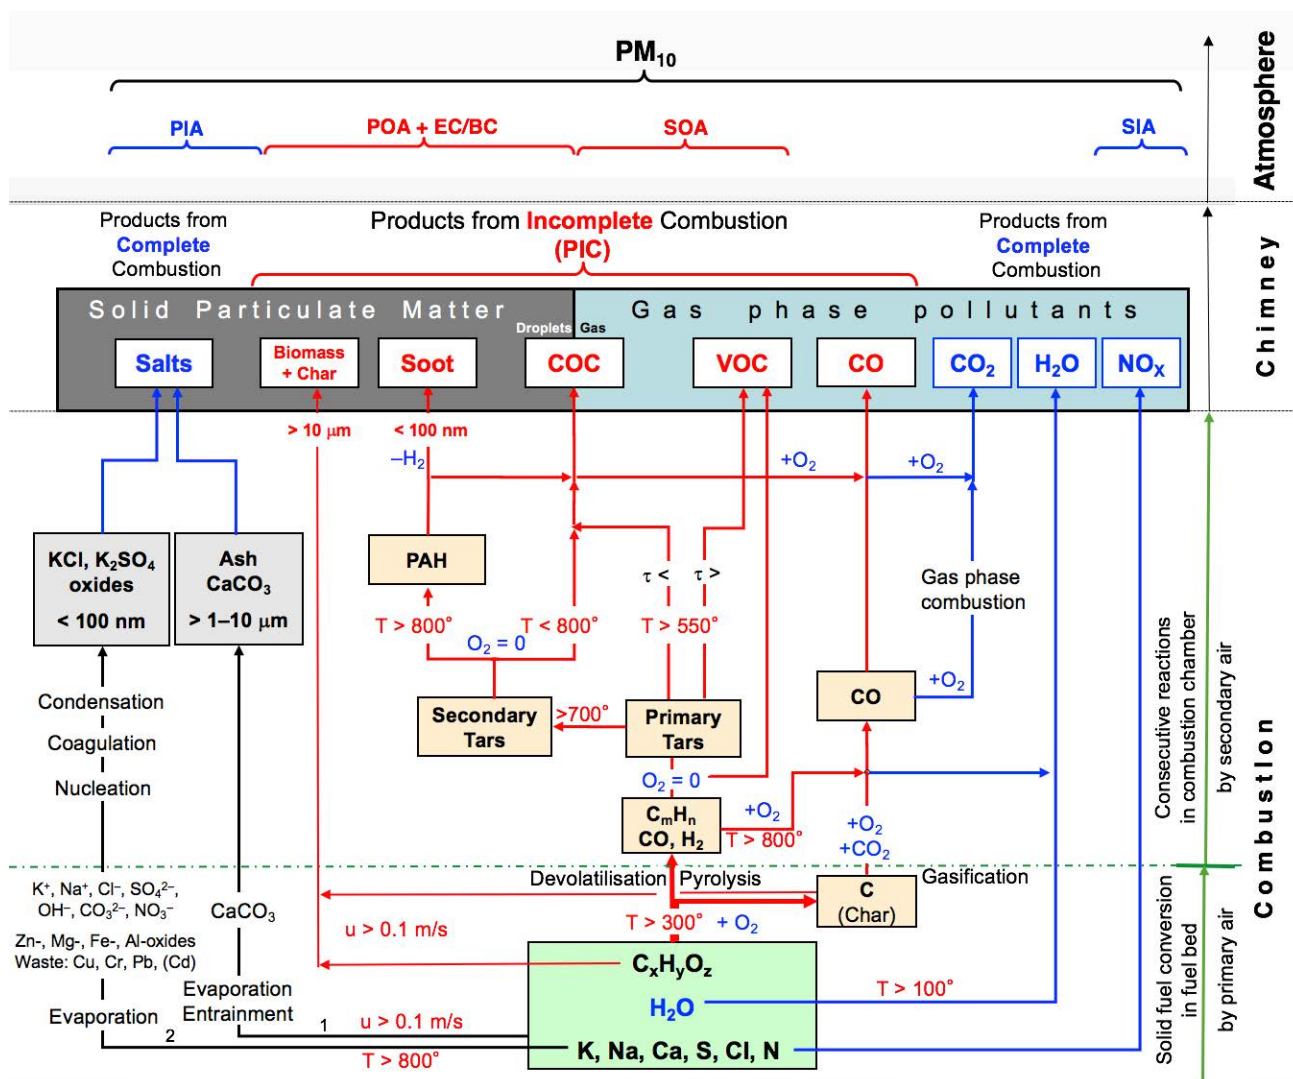 PM₁₀
PIA
POA + EC/BC
SOA
SIA
Atmosphere
Products from
Complete
Combustion
Products from Incomplete Combustion
(PIC)
Products from
Complete
Combustion
Chimney
Solid Particulate Matter
Gas phase pollutants
Droplets
Gas
Salts
Biomass
+ Char
Soot
COC
VOC
CO
CO₂
H₂O
NOₓ
> 10 μm
< 100 nm
–H₂
+O₂
+O₂
KCl, K₂SO₄
oxides
< 100 nm
Ash
CaCO₃
> 1–10 μm
PAH
τ <
τ >
Gas phase
combustion
T > 800°
T < 800°
T > 550°
O₂ = 0
CO
+O₂
Secondary
Tars
>700°
Primary
Tars
Condensation
Coagulation
Nucleation
O₂ = 0
CₘHₙ
CO, H₂
+O₂
T > 800°
+O₂
+CO₂
Consecutive reactions
in combustion chamber
by secondary air
Combustion
Devolatilisation
Pyrolysis
Gasification
C
(Char)
K⁺, Na⁺, Cl⁻, SO₄²⁻,
OH⁻, CO₃²⁻, NO₃⁻
Zn-, Mg-, Fe-, Al-oxides
Waste: Cu, Cr, Pb, (Cd)
CaCO₃
T > 300°
+ O₂
u > 0.1 m/s
Evaporation
Entrainment
Evaporation
CₓHᵧO_z
H₂O
T > 100°
1
u > 0.1 m/s
2
T > 800°
K, Na, Ca, S, Cl, N
Solid fuel conversion
in fuel bed
by primary air